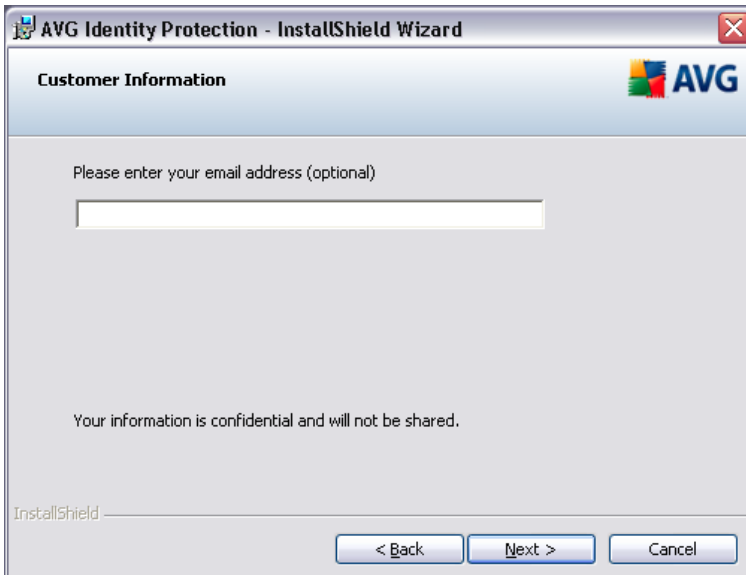 AVG Identity Protection - InstallShield Wizard
Customer Information
AVG
Please enter your email address (optional)
Your information is confidential and will not be shared.
InstallShield
< Back
Next >
Cancel